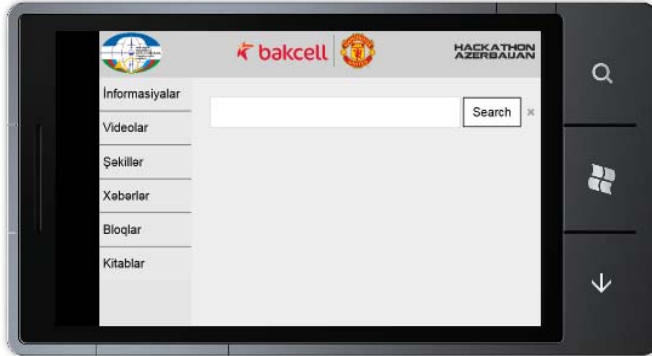 bakcell
HACKATHON
AZERBAIJAN
İnformasiyalar
Videolar
Şəkillər
Xəbərlər
Bloqlar
Kitablar
Search
×